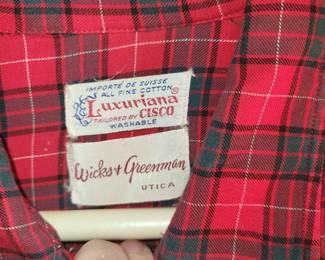 IMPORTÉ DE SUISSE
ALL FINE COTTON
Luxuriana®
TAILORED BY CISCO
WASHABLE
Wicks & Greenman
UTICA